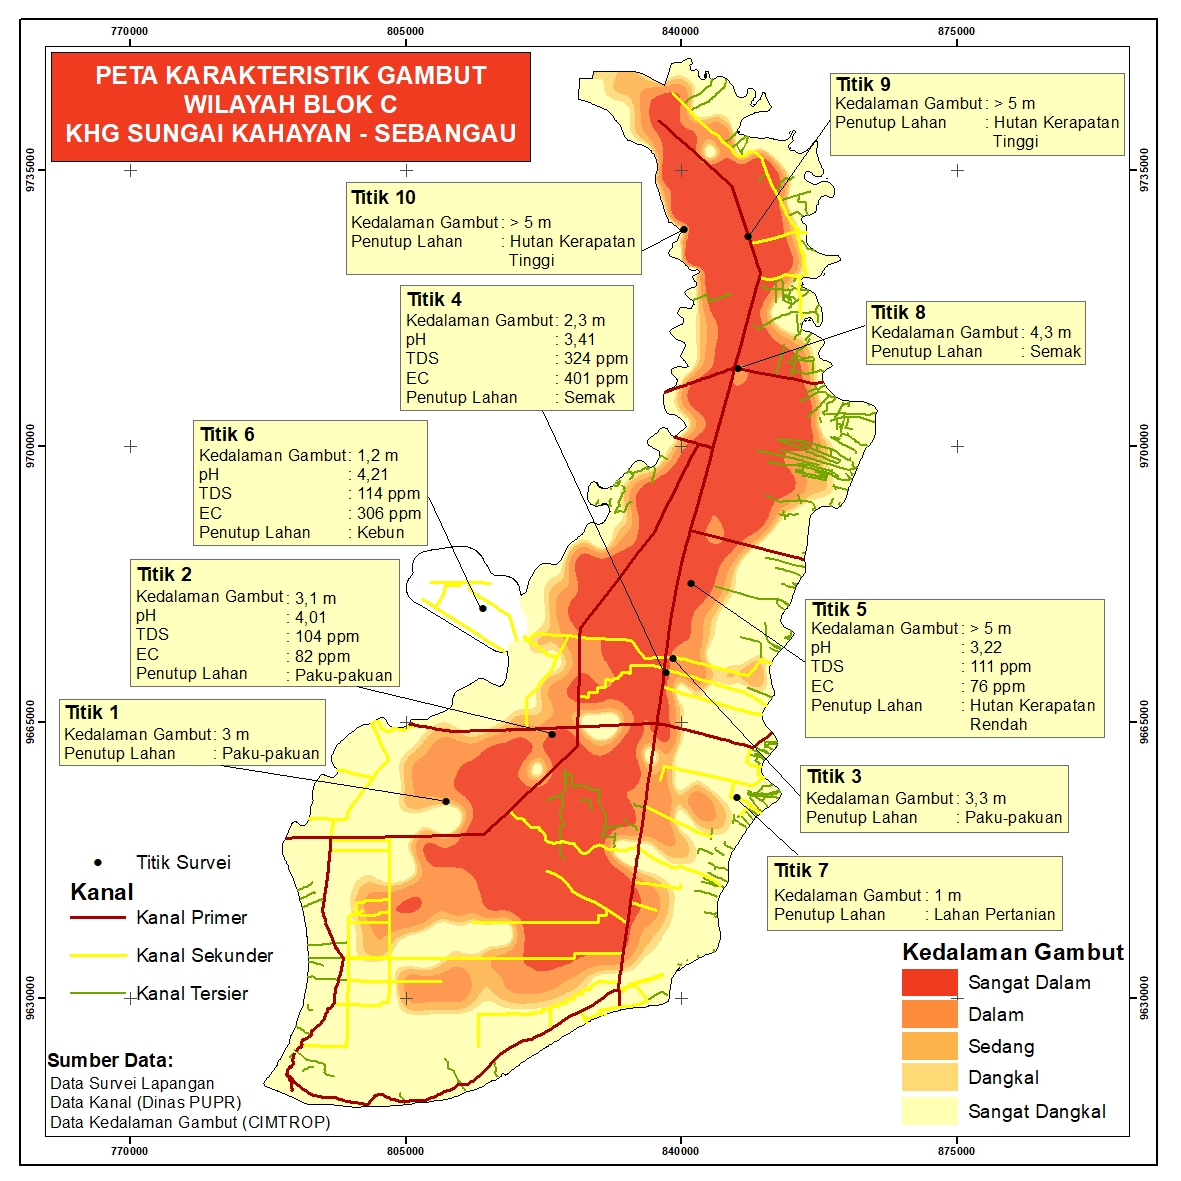 770000 805000 840000 875000
PETA KARAKTERISTIK GAMBUT
WILAYAH BLOK C
KHG SUNGAI KAHAYAN - SEBANGAU
Titik 9
Kedalaman Gambut : > 5 m
Penutup Lahan : Hutan Kerapatan
Tinggi
9735000 9735000
Titik 10
Kedalaman Gambut : > 5 m
Penutup Lahan : Hutan Kerapatan
Tinggi
Titik 4
Kedalaman Gambut : 2,3 m
pH : 3,41
TDS : 324 ppm
EC : 401 ppm
Penutup Lahan : Semak
Titik 8
Kedalaman Gambut : 4,3 m
Penutup Lahan : Semak
Titik 6
Kedalaman Gambut : 1,2 m
pH : 4,21
TDS : 114 ppm
EC : 306 ppm
Penutup Lahan : Kebun
9700000 9700000
Titik 2
Kedalaman Gambut : 3,1 m
pH : 4,01
TDS : 104 ppm
EC : 82 ppm
Penutup Lahan : Paku-pakuan
Titik 5
Kedalaman Gambut : > 5 m
pH : 3,22
TDS : 111 ppm
EC : 76 ppm
Penutup Lahan : Hutan Kerapatan
Rendah
Titik 1
Kedalaman Gambut : 3 m
Penutup Lahan : Paku-pakuan
9665000 9665000
Titik 3
Kedalaman Gambut : 3,3 m
Penutup Lahan : Paku-pakuan
Titik 7
Kedalaman Gambut : 1 m
Penutup Lahan : Lahan Pertanian
Titik Survei
Kanal
Kanal Primer
Kanal Sekunder
Kanal Tersier
Kedalaman Gambut
Sangat Dalam
Dalam
Sedang
Dangkal
Sangat Dangkal
9630000 9630000
Sumber Data:
Data Survei Lapangan
Data Kanal (Dinas PUPR)
Data Kedalaman Gambut (CIMTROP)
770000 805000 840000 875000